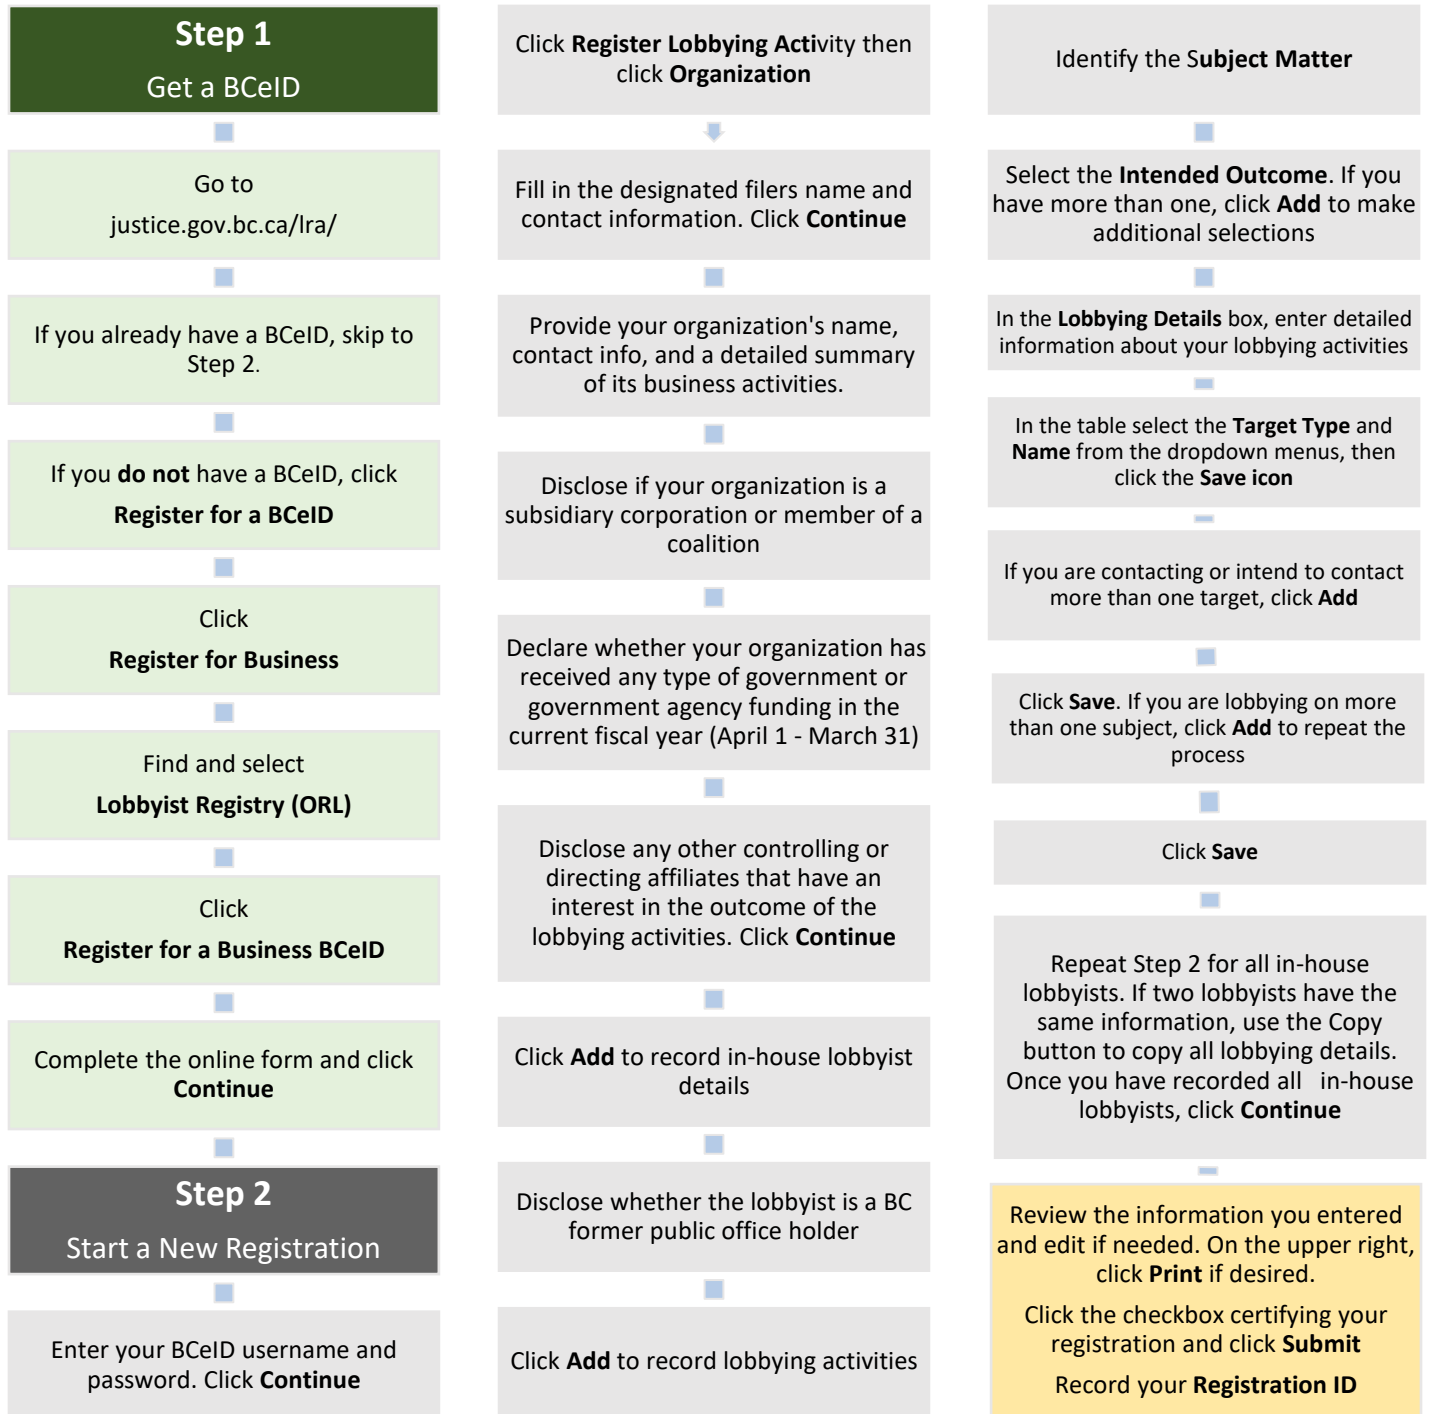 Step 1
Get a BCeID
Go to
justice.gov.bc.ca/lra/
If you already have a BCeID, skip to
Step 2.
If you do not have a BCeID, click
Register for a BCeID
Click
Register for Business
Find and select
Lobbyist Registry (ORL)
Click
Register for a Business BCeID
Complete the online form and click
Continue
Step 2
Start a New Registration
Enter your BCeID username and
password. Click Continue
Click Register Lobbying Activity then
click Organization
Fill in the designated filers name and
contact information. Click Continue
Provide your organization's name,
contact info, and a detailed summary
of its business activities.
Disclose if your organization is a
subsidiary corporation or member of a
coalition
Declare whether your organization has
received any type of government or
government agency funding in the
current fiscal year (April 1 - March 31)
Disclose any other controlling or
directing affiliates that have an
interest in the outcome of the
lobbying activities. Click Continue
Click Add to record in-house lobbyist
details
Disclose whether the lobbyist is a BC
former public office holder
Click Add to record lobbying activities
Identify the Subject Matter
Select the Intended Outcome. If you
have more than one, click Add to make
additional selections
In the Lobbying Details box, enter detailed
information about your lobbying activities
In the table select the Target Type and
Name from the dropdown menus, then
click the Save icon
If you are contacting or intend to contact
more than one target, click Add
Click Save. If you are lobbying on more
than one subject, click Add to repeat the
process
Click Save
Repeat Step 2 for all in-house
lobbyists. If two lobbyists have the
same information, use the Copy
button to copy all lobbying details.
Once you have recorded all in-house
lobbyists, click Continue
Review the information you entered
and edit if needed. On the upper right,
click Print if desired.
Click the checkbox certifying your
registration and click Submit
Record your Registration ID